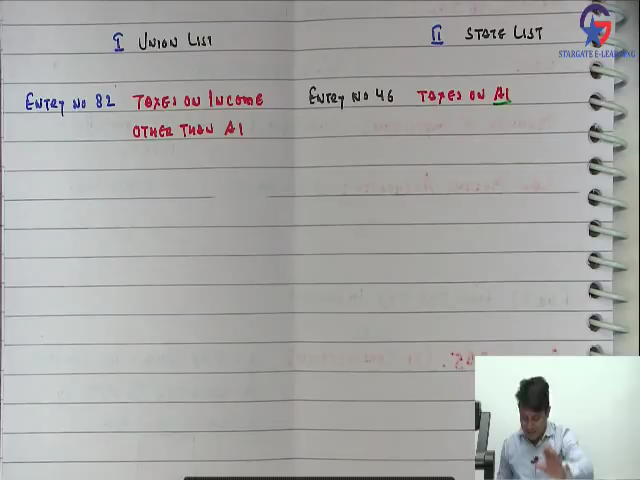 I UNION LIST
II STATE LIST
STARGATE E-LEARNING
ENTRY NO 82 TAXES ON INCOME
OTHER THAN AI
ENTRY NO 46 TAXES ON AI